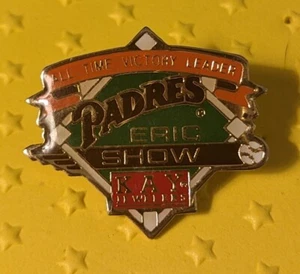 ALL TIME VICTORY LEADER
PADRES
ERIC
SHOW
KAY
JEWELERS